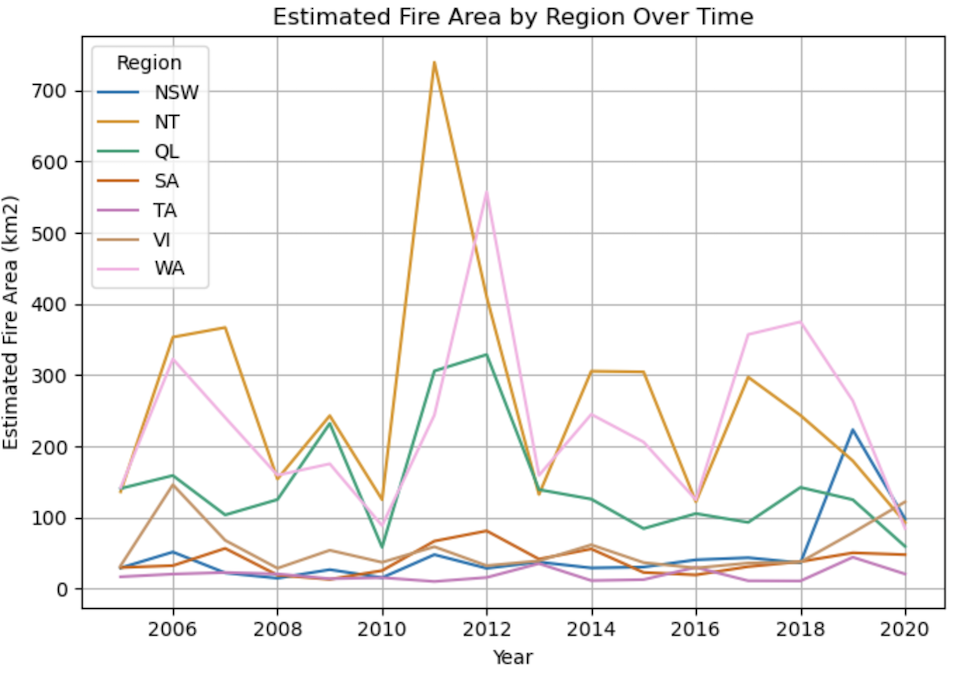 Estimated Fire Area by Region Over Time
Estimated Fire Area (km2)
700
600
500
400
300
200
100
0
Region
NSW
NT
QL
SA
TA
VI
WA
2006 2008 2010 2012 2014 2016 2018 2020
Year